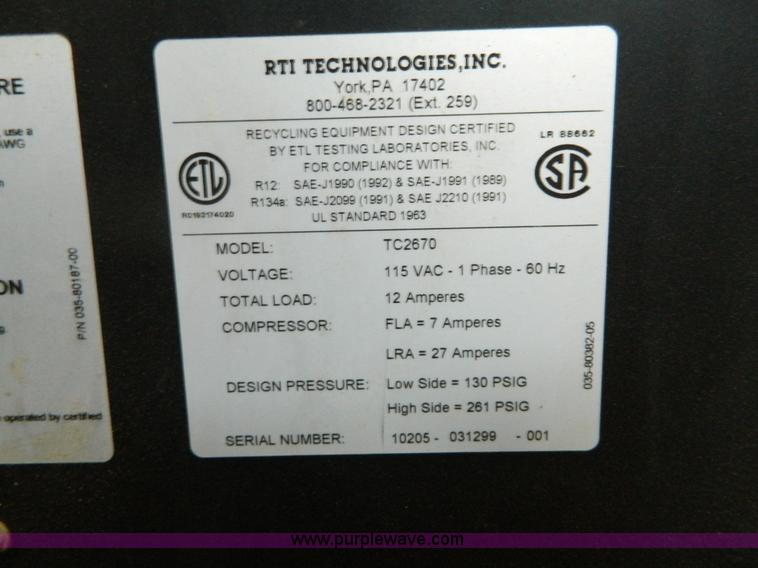 RE
, use a
AWG
ON
P/N 035-80187-00
operated by certified
RTI TECHNOLOGIES,INC.
York,PA 17402
800-468-2321 (Ext. 259)
RECYCLING EQUIPMENT DESIGN CERTIFIED
BY ETL TESTING LABORATORIES, INC.
FOR COMPLIANCE WITH:
R12: SAE-J1990 (1992) & SAE-J1991 (1989)
R134a: SAE-J2099 (1991) & SAE J2210 (1991)
UL STANDARD 1963
ETL
R0193174020
LR 88662
SA
MODEL: TC2670
VOLTAGE: 115 VAC - 1 Phase - 60 Hz
TOTAL LOAD: 12 Amperes
COMPRESSOR: FLA = 7 Amperes
LRA = 27 Amperes
DESIGN PRESSURE: Low Side = 130 PSIG
High Side = 261 PSIG
SERIAL NUMBER: 10205 - 031299 - 001
035-80382-05
www.purplewave.com